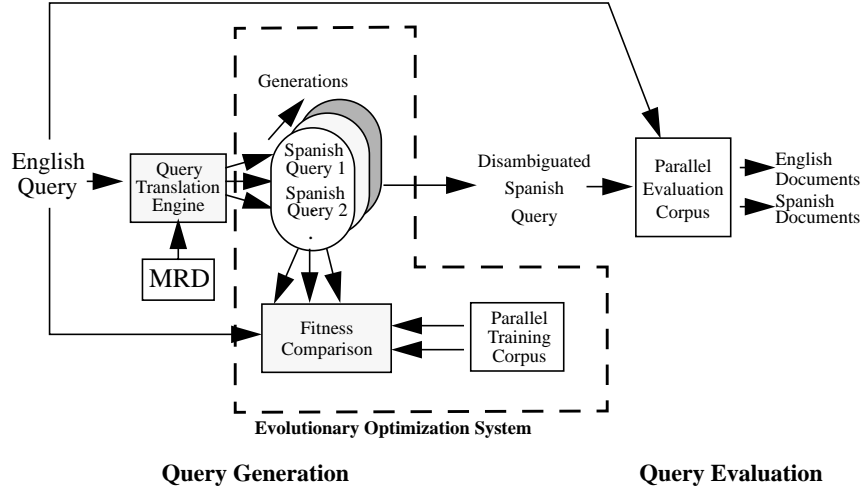 Generations
English
Query
Query
Translation
Engine
MRD
Spanish
Query 1
Spanish
Query 2
.
Disambiguated
Spanish
Query
Parallel
Evaluation
Corpus
English
Documents
Spanish
Documents
Fitness
Comparison
Parallel
Training
Corpus
Evolutionary Optimization System
Query Generation
Query Evaluation